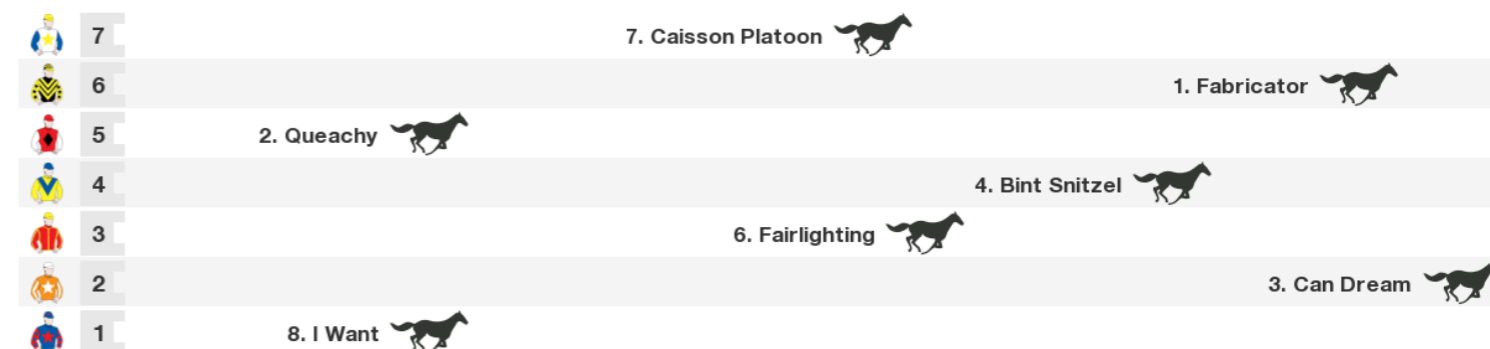 7 7. Caisson Platoon
6 1. Fabricator
5 2. Queachy
4 4. Bint Snitzel
3 6. Fairlighting
2 3. Can Dream
1 8. I Want